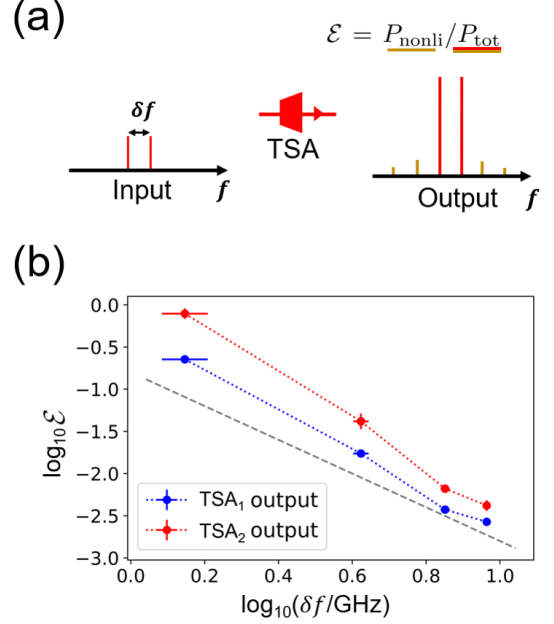 (a)
ℰ = P_nonli/P_tot
δf
TSA
Input
f
Output
f
(b)
0.0
−0.5
−1.0
−1.5
−2.0
−2.5
−3.0
log₁₀ℰ
TSA₁ output
TSA₂ output
0.0 0.2 0.4 0.6 0.8 1.0
log₁₀(δf/GHz)